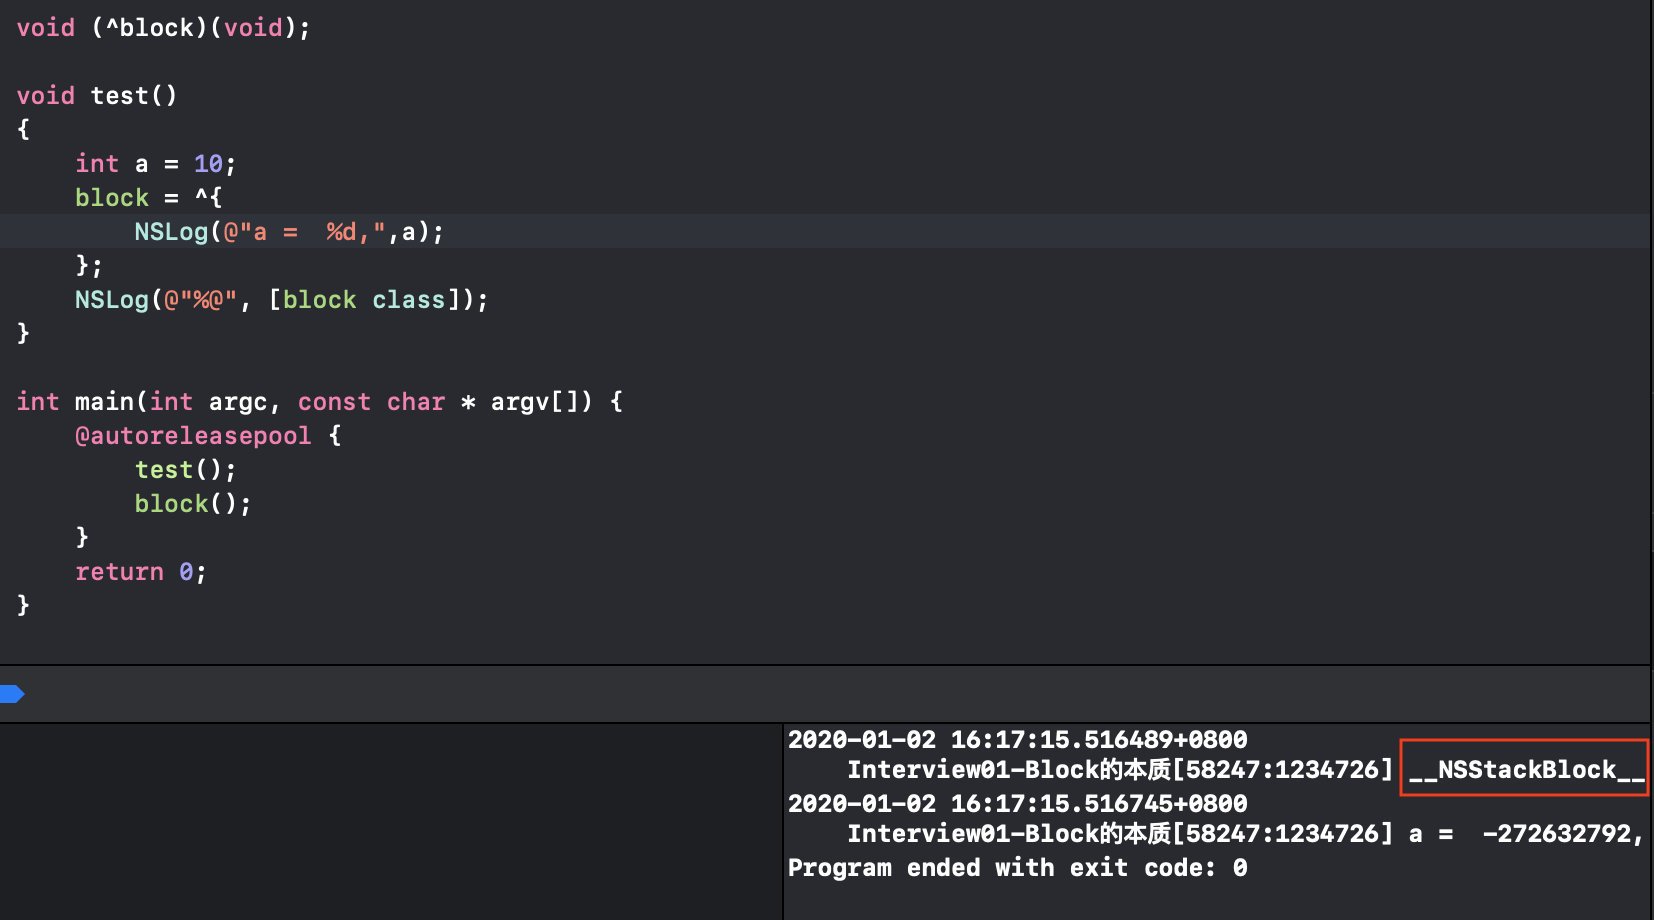 void (^block)(void);
void test()
{
    int a = 10;
    block = ^{
        NSLog(@"a =  %d,",a);
    };
    NSLog(@"%@", [block class]);
}
int main(int argc, const char * argv[]) {
    @autoreleasepool {
        test();
        block();
    }
    return 0;
}
2020-01-02 16:17:15.516489+0800
    Interview01-Block的本质[58247:1234726] __NSStackBlock__
2020-01-02 16:17:15.516745+0800
    Interview01-Block的本质[58247:1234726] a =  -272632792,
Program ended with exit code: 0